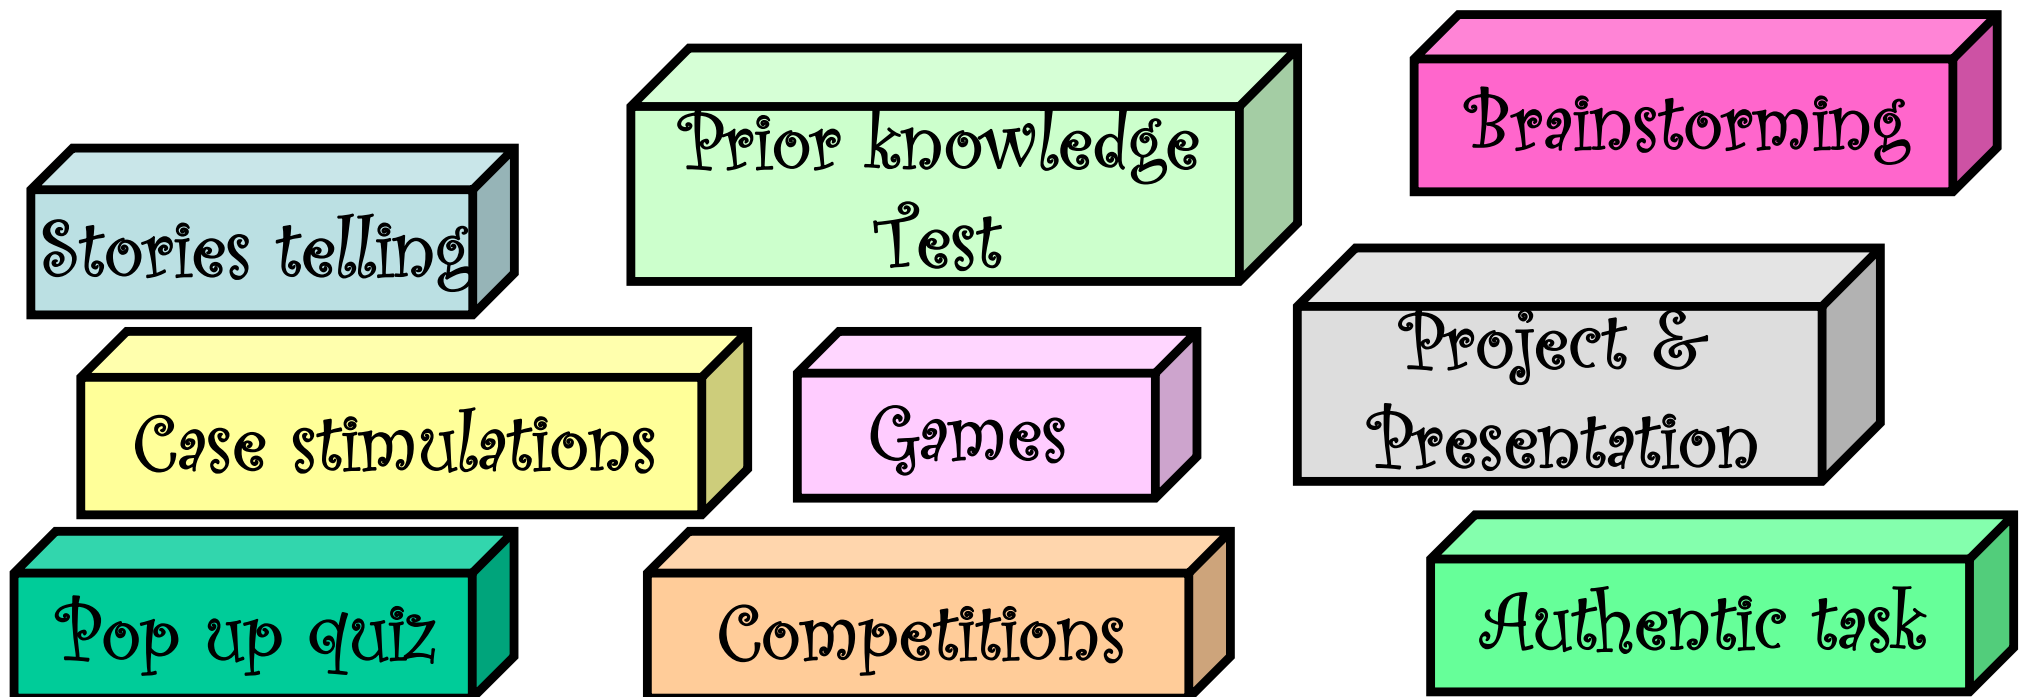 Stories telling
Prior knowledge
Test
Brainstorming
Case stimulations
Games
Project &
Presentation
Pop up quiz
Competitions
Authentic task